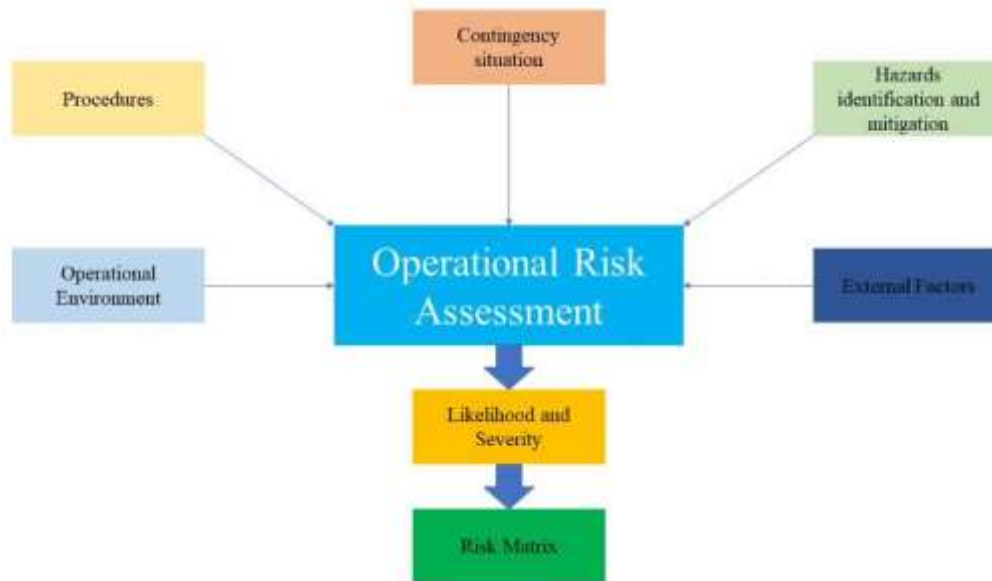 Contingency
situation
Procedures
Hazards
identification and
mitigation
Operational Risk
Assessment
Operational
Environment
External Factors
Likelihood and
Severity
Risk Matrix